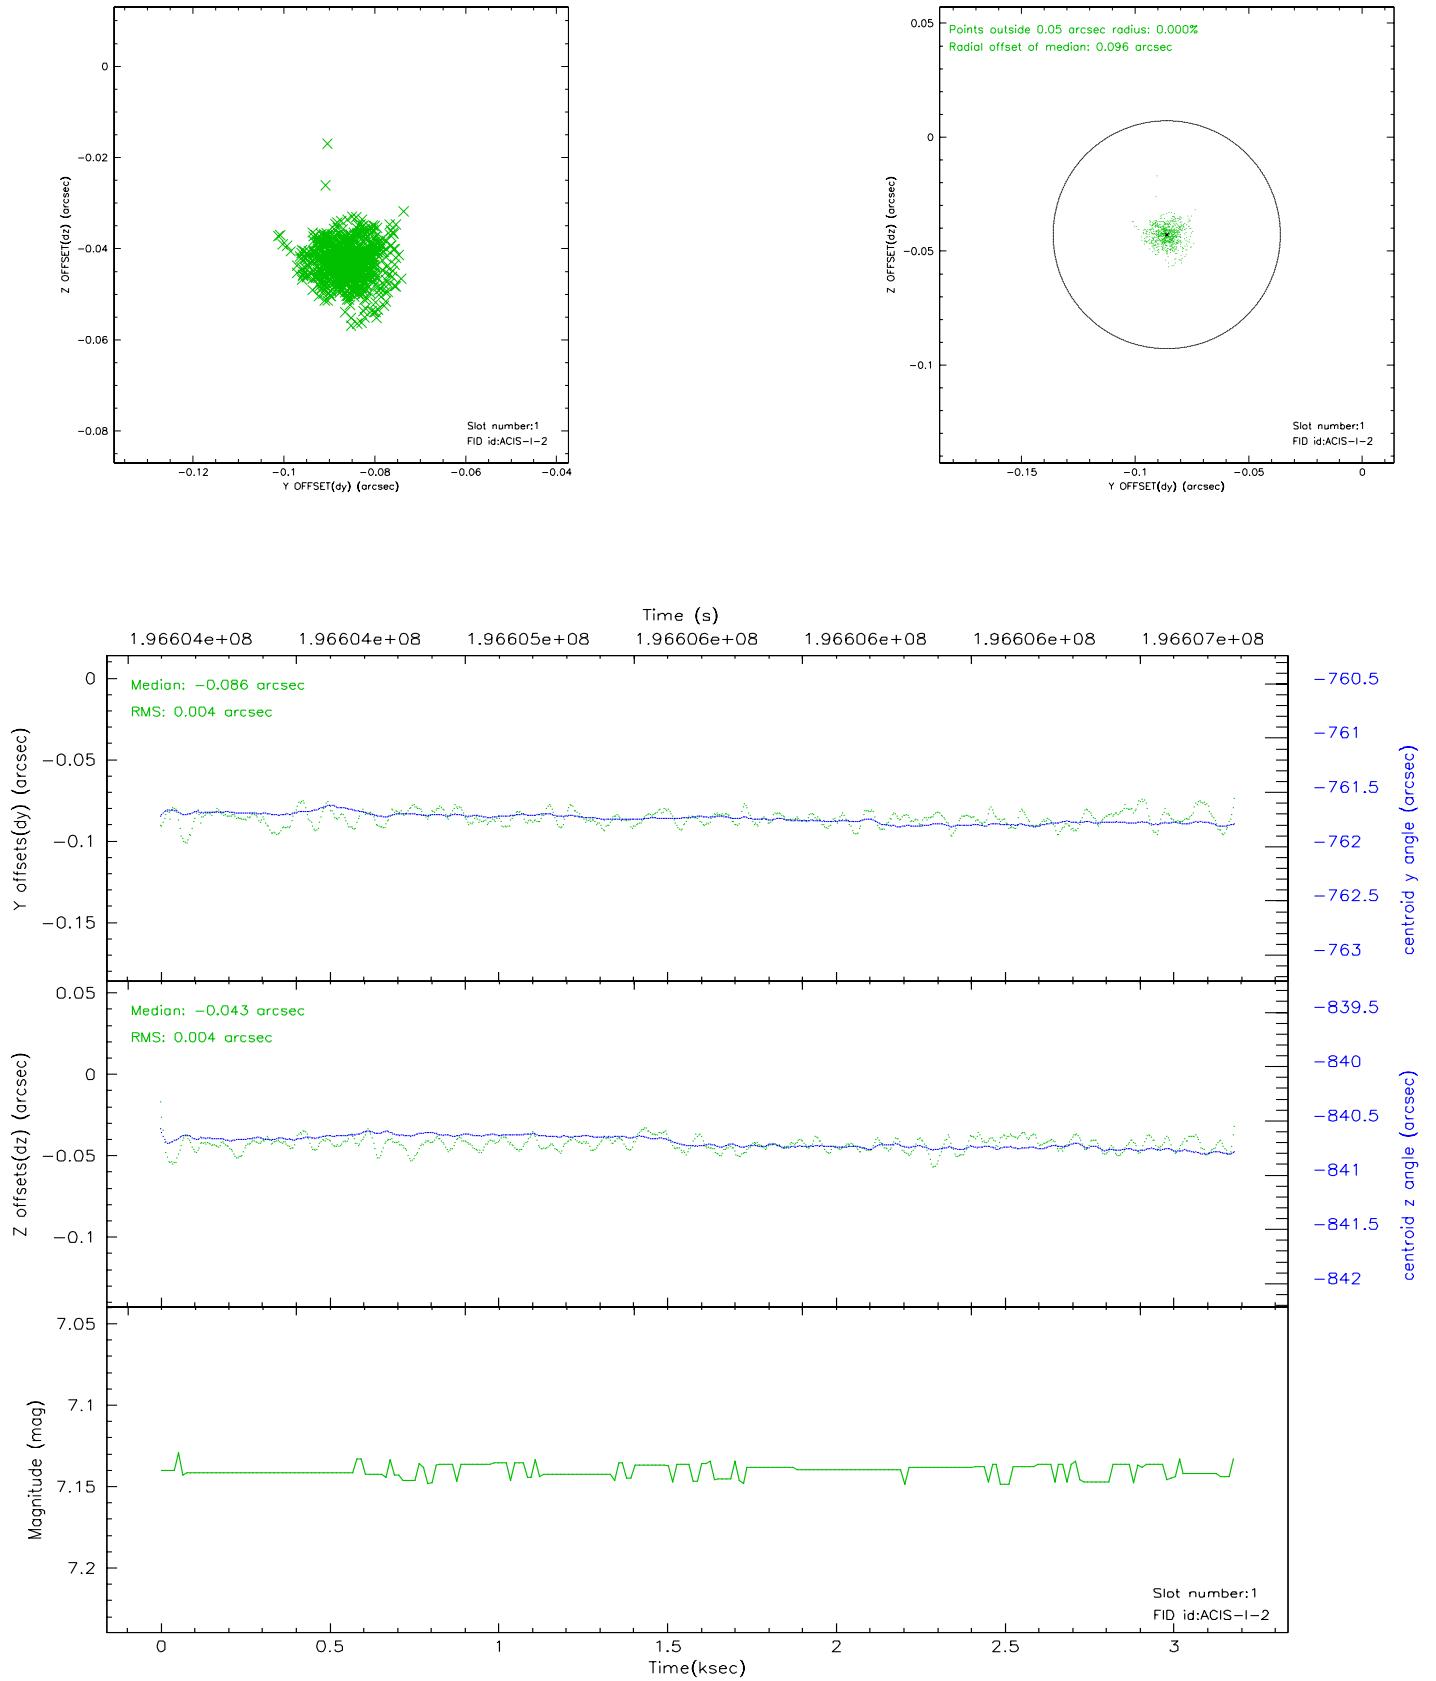 0
−0.02
−0.04
−0.06
−0.08
Z OFFSET(dz) (arcsec)
Slot number:1
FID id:ACIS−I−2
−0.12 −0.1 −0.08 −0.06 −0.04
Y OFFSET(dy) (arcsec)
Points outside 0.05 arcsec radius: 0.000%
Radial offset of median: 0.096 arcsec
0.05
0
−0.05
−0.1
Z OFFSET(dz) (arcsec)
Slot number:1
FID id:ACIS−I−2
−0.15 −0.1 −0.05 0
Y OFFSET(dy) (arcsec)
Time (s)
1.96604e+08 1.96604e+08 1.96605e+08 1.96606e+08 1.96606e+08 1.96606e+08 1.96607e+08
Median: −0.086 arcsec
RMS: 0.004 arcsec
0
−0.05
−0.1
−0.15
Y offsets(dy) (arcsec)
−760.5
−761
−761.5
−762
−762.5
−763
centroid y angle (arcsec)
Median: −0.043 arcsec
RMS: 0.004 arcsec
0.05
0
−0.05
−0.1
Z offsets(dz) (arcsec)
−839.5
−840
−840.5
−841
−841.5
−842
centroid z angle (arcsec)
7.05
7.1
7.15
7.2
Magnitude (mag)
Slot number:1
FID id:ACIS−I−2
0 0.5 1 1.5 2 2.5 3
Time(ksec)